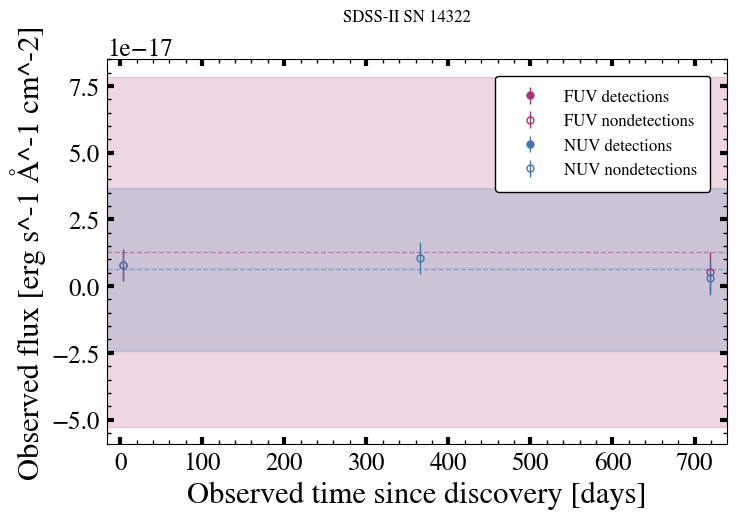 SDSS-II SN 14322
1e−17
Observed flux [erg s^-1 Å^-1 cm^-2]
7.5
5.0
2.5
0.0
−2.5
−5.0
FUV detections
FUV nondetections
NUV detections
NUV nondetections
0 100 200 300 400 500 600 700
Observed time since discovery [days]